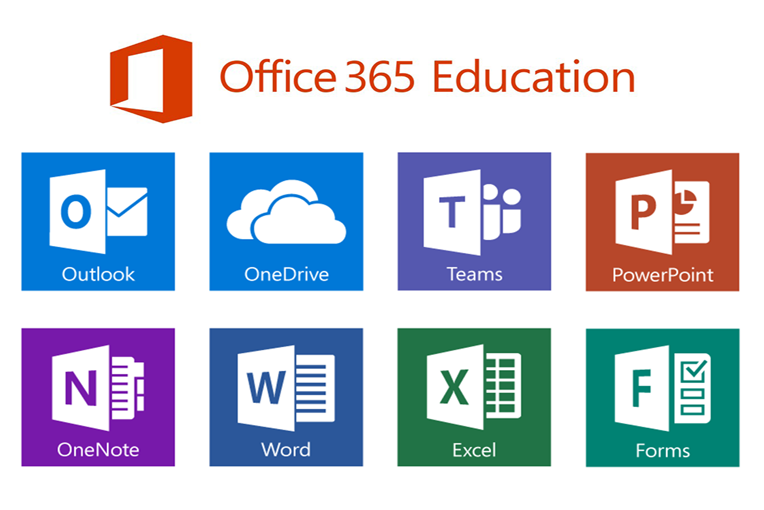 Office 365 Education
O
Outlook
OneDrive
T
Teams
P
PowerPoint
N
OneNote
W
Word
X
Excel
F
Forms